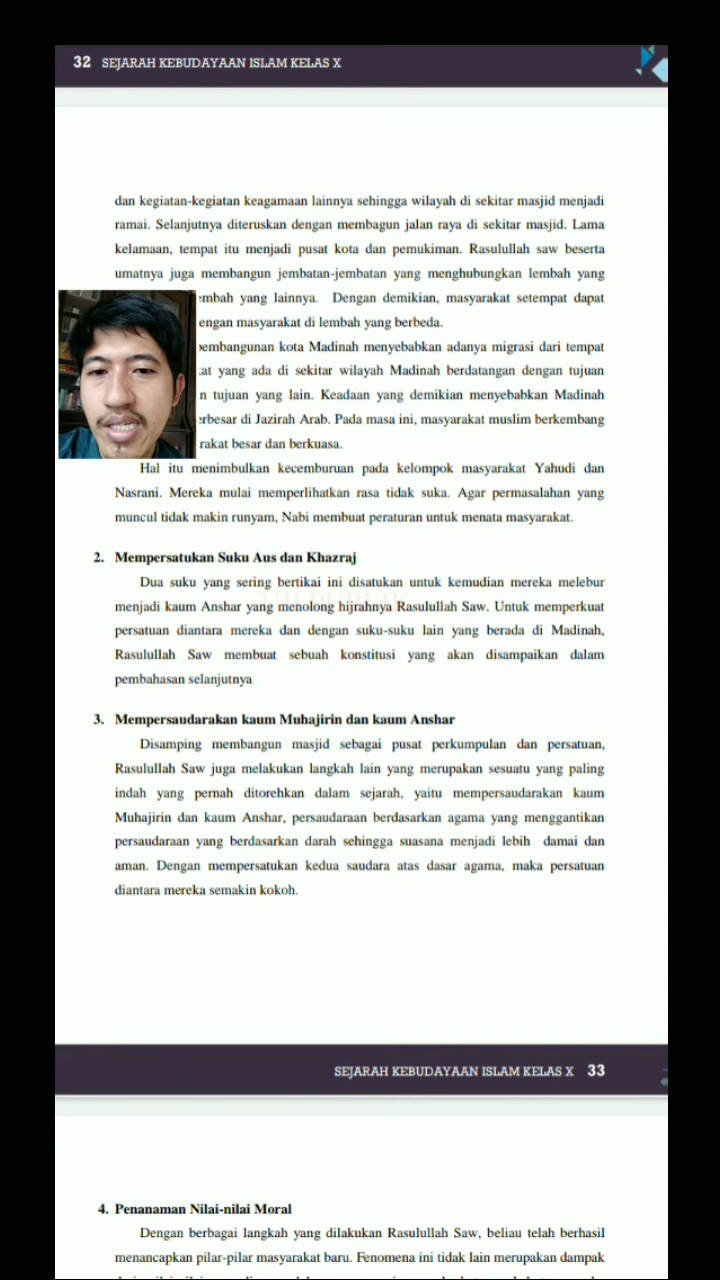 32 SEJARAH KEBUDAYAAN ISLAM KELAS X
dan kegiatan-kegiatan keagamaan lainnya sehingga wilayah di sekitar masjid menjadi
ramai. Selanjutnya diteruskan dengan membagun jalan raya di sekitar masjid. Lama
kelamaan, tempat itu menjadi pusat kota dan pemukiman. Rasulullah saw beserta
umatnya juga membangun jembatan-jembatan yang menghubungkan lembah yang
yang lainnya. Dengan demikian, masyarakat setempat dapat
masyarakat di lembah yang berbeda.
kota Madinah menyebabkan adanya migrasi dari tempat
yang ada di sekitar wilayah Madinah berdatangan dengan tujuan
tujuan yang lain. Keadaan yang demikian menyebabkan Madinah
di Jazirah Arab. Pada masa ini, masyarakat muslim berkembang
besar dan berkuasa.
Hal itu menimbulkan kecemburuan pada kelompok masyarakat Yahudi dan
Nasrani. Mereka mulai memperlihatkan rasa tidak suka. Agar permasalahan yang
muncul tidak makin runyam, Nabi membuat peraturan untuk menata masyarakat.
2. Mempersatukan Suku Aus dan Khazraj
Dua suku yang sering bertikai ini disatukan untuk kemudian mereka melebur
menjadi kaum Anshar yang menolong hijrahnya Rasulullah Saw. Untuk memperkuat
persatuan diantara mereka dan dengan suku-suku lain yang berada di Madinah,
Rasulullah Saw membuat sebuah konstitusi yang akan disampaikan dalam
pembahasan selanjutnya
3. Mempersaudarakan kaum Muhajirin dan kaum Anshar
Disamping membangun masjid sebagai pusat perkumpulan dan persatuan,
Rasulullah Saw juga melakukan langkah lain yang merupakan sesuatu yang paling
indah yang pernah ditorehkan dalam sejarah, yaitu mempersaudarakan kaum
Muhajirin dan kaum Anshar, persaudaraan berdasarkan agama yang menggantikan
persaudaraan yang berdasarkan darah sehingga suasana menjadi lebih damai dan
aman. Dengan mempersatukan kedua saudara atas dasar agama, maka persatuan
diantara mereka semakin kokoh.
SEJARAH KEBUDAYAAN ISLAM KELAS X 33
4. Penanaman Nilai-nilai Moral
Dengan berbagai langkah yang dilakukan Rasulullah Saw, beliau telah berhasil
menancapkan pilar-pilar masyarakat baru. Fenomena ini tidak lain merupakan dampak